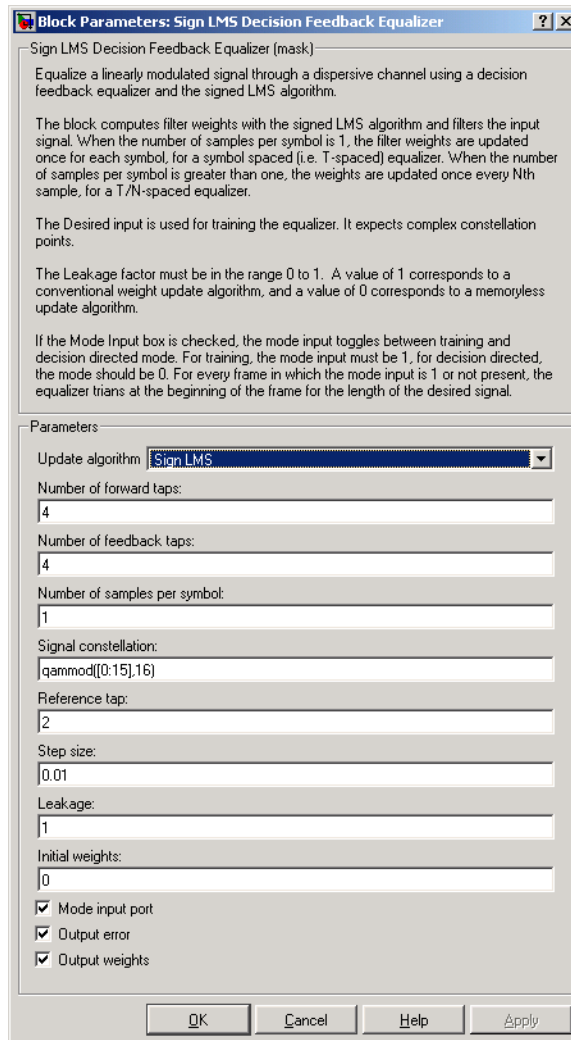 Block Parameters: Sign LMS Decision Feedback Equalizer
Sign LMS Decision Feedback Equalizer (mask)
Equalize a linearly modulated signal through a dispersive channel using a decision
feedback equalizer and the signed LMS algorithm.
The block computes filter weights with the signed LMS algorithm and filters the input
signal. When the number of samples per symbol is 1, the filter weights are updated
once for each symbol, for a symbol spaced (i.e. T-spaced) equalizer. When the number
of samples per symbol is greater than one, the weights are updated once every Nth
sample, for a T/N-spaced equalizer.
The Desired input is used for training the equalizer. It expects complex constellation
points.
The Leakage factor must be in the range 0 to 1.  A value of 1 corresponds to a
conventional weight update algorithm, and a value of 0 corresponds to a memoryless
update algorithm.
If the Mode Input box is checked, the mode input toggles between training and
decision directed mode. For training, the mode input must be 1, for decision directed,
the mode should be 0. For every frame in which the mode input is 1 or not present, the
equalizer trians at the beginning of the frame for the length of the desired signal.
Parameters
Update algorithm Sign LMS
Number of forward taps:
4
Number of feedback taps:
4
Number of samples per symbol:
1
Signal constellation:
qammod([0:15],16)
Reference tap:
2
Step size:
0.01
Leakage:
1
Initial weights:
0
Mode input port
Output error
Output weights
OK Cancel Help Apply